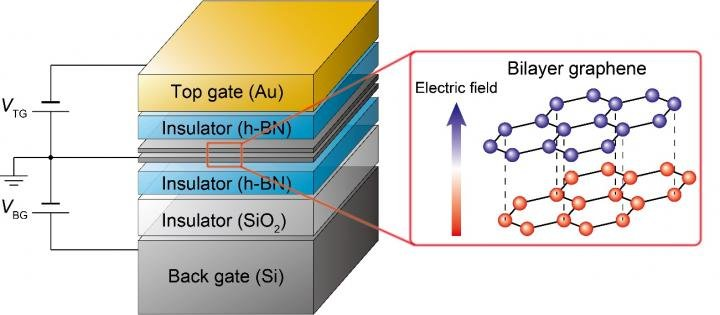 Top gate (Au)
V_TG
Insulator (h-BN)
Insulator (h-BN)
V_BG
Insulator (SiO₂)
Back gate (Si)
Bilayer graphene
Electric field